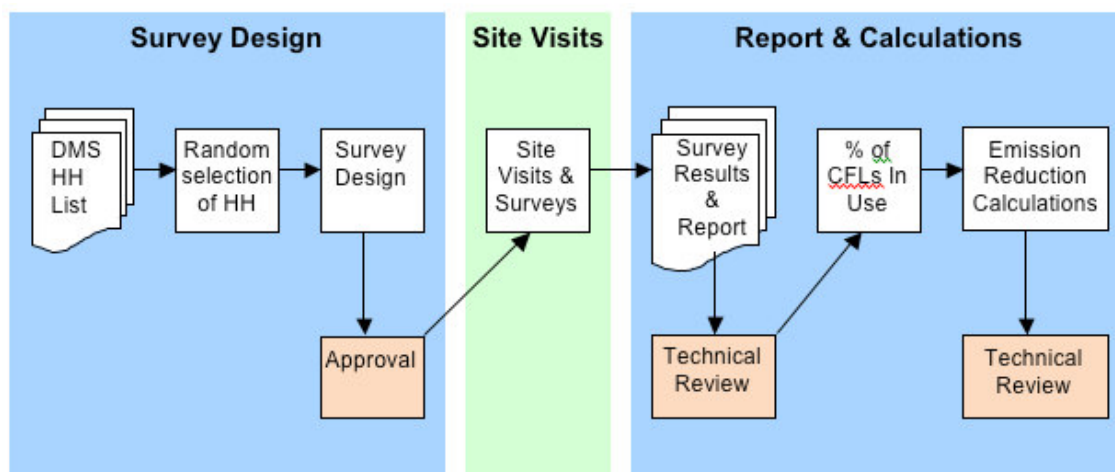 Survey Design
Site Visits
Report & Calculations
DMS
HH
List
Random
selection
of HH
Survey
Design
Site
Visits &
Surveys
Survey
Results
&
Report
% of
CFLs In
Use
Emission
Reduction
Calculations
Approval
Technical
Review
Technical
Review